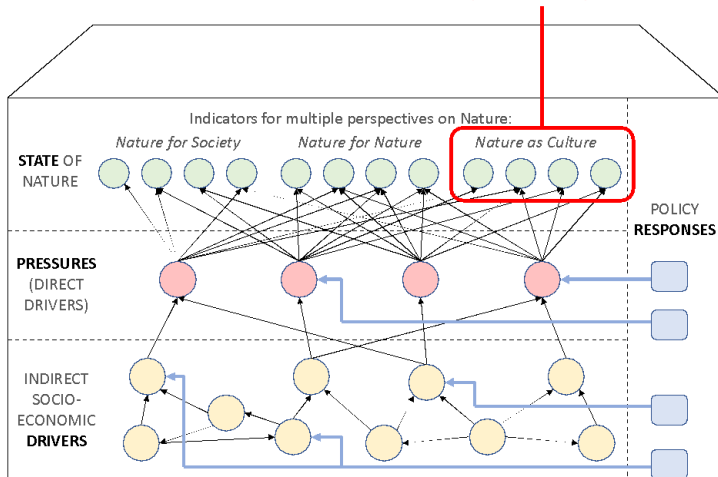 Indicators for multiple perspectives on Nature:
Nature for Society
Nature for Nature
Nature as Culture
STATE OF
NATURE
POLICY
RESPONSES
PRESSURES
(DIRECT
DRIVERS)
INDIRECT
SOCIO-
ECONOMIC
DRIVERS